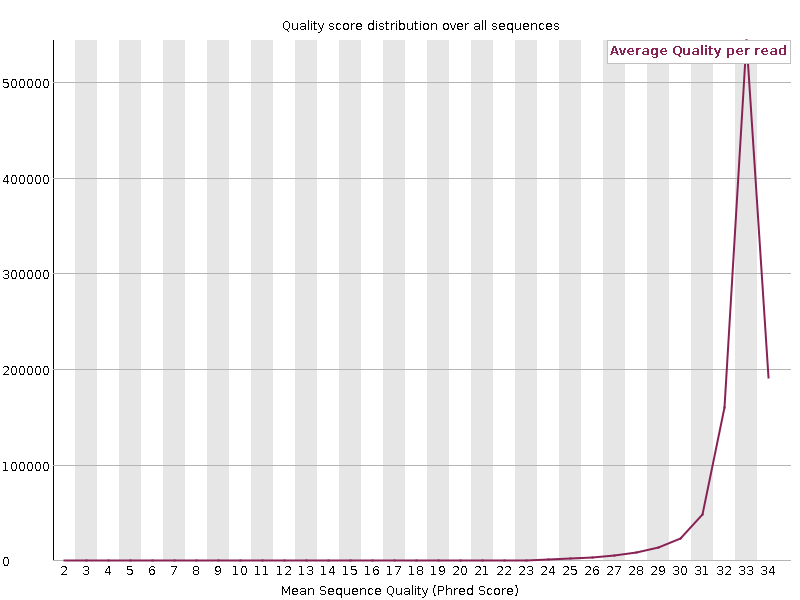 Quality score distribution over all sequences
Average Quality per read
500000
400000
300000
200000
100000
0
2 3 4 5 6 7 8 9 10 11 12 13 14 15 16 17 18 19 20 21 22 23 24 25 26 27 28 29 30 31 32 33 34
Mean Sequence Quality (Phred Score)